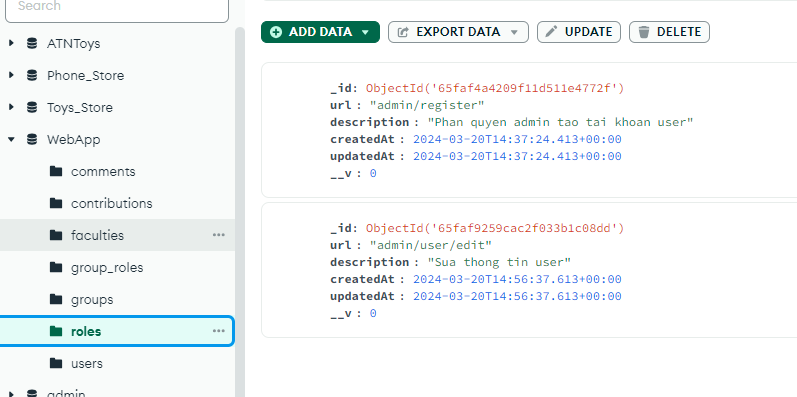 Search
ATNToys
Phone_Store
Toys_Store
WebApp
comments
contributions
faculties
group_roles
groups
roles
users
admin
ADD DATA
EXPORT DATA
UPDATE
DELETE
_id: ObjectId('65faf4a4209f11d511e4772f')
url : "admin/register"
description : "Phan quyen admin tao tai khoan user"
createdAt : 2024-03-20T14:37:24.413+00:00
updatedAt : 2024-03-20T14:37:24.413+00:00
__v : 0
_id: ObjectId('65faf9259cac2f033b1c08dd')
url : "admin/user/edit"
description : "Sua thong tin user"
createdAt : 2024-03-20T14:56:37.613+00:00
updatedAt : 2024-03-20T14:56:37.613+00:00
__v : 0